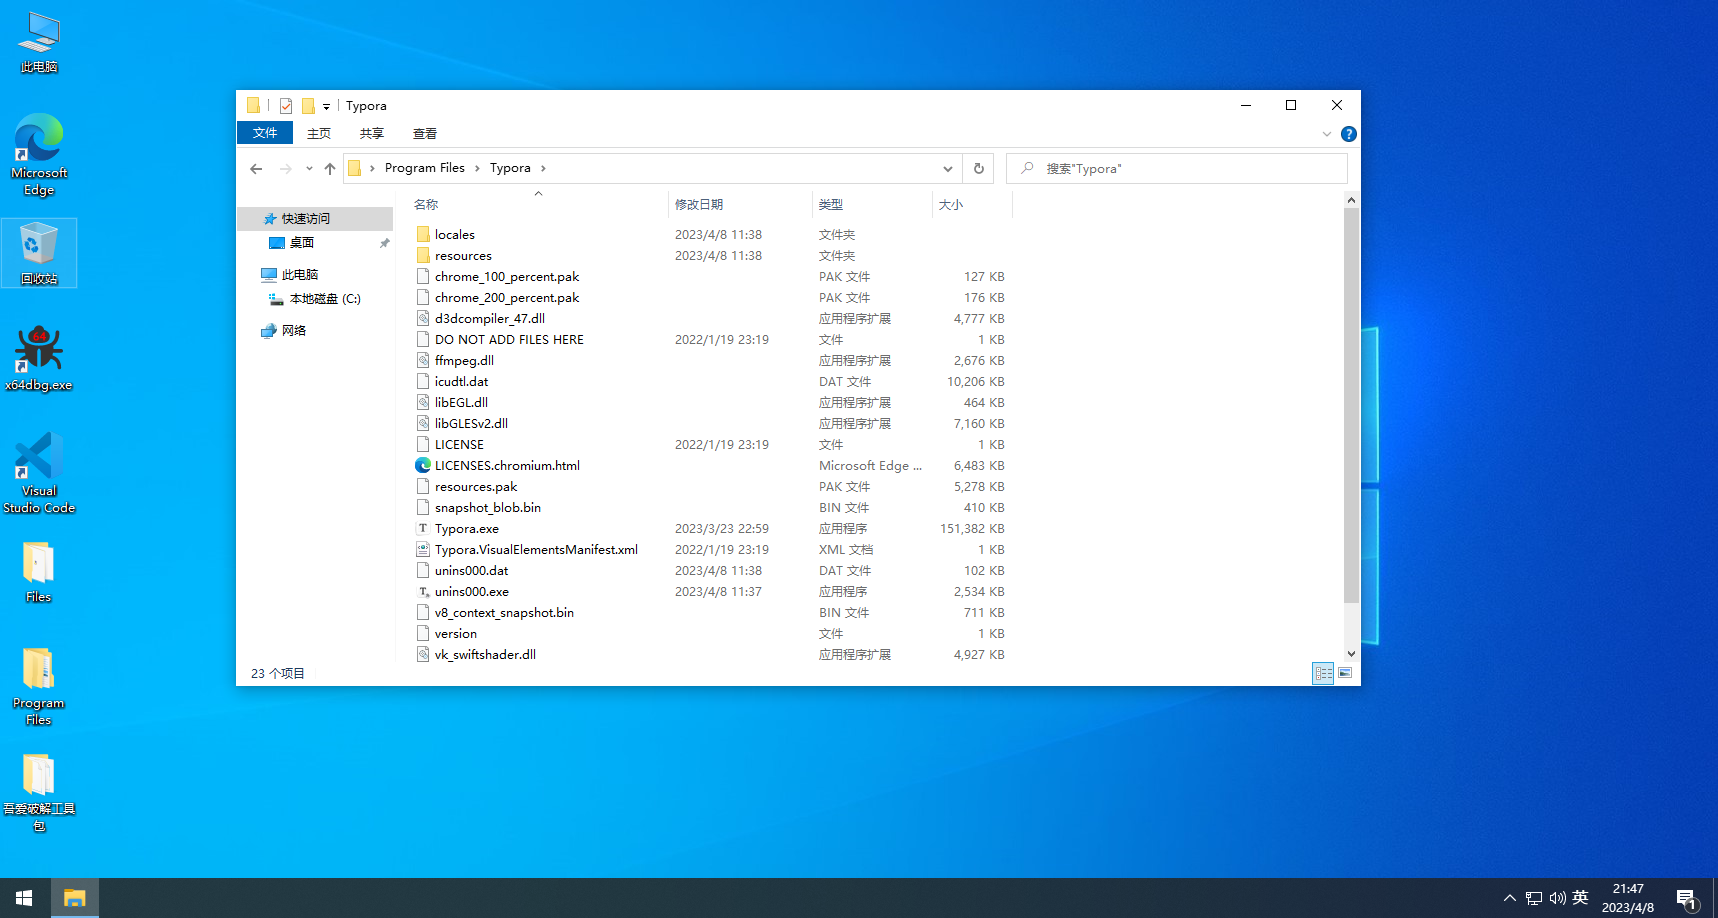 此电脑
Microsoft
Edge
回收站
64
x64dbg.exe
Visual
Studio Code
Files
Program
Files
吾爱破解工具
包
Typora
文件 主页 共享 查看
Program Files Typora
搜索"Typora"
快速访问
桌面
此电脑
本地磁盘 (C:)
网络
名称 修改日期 类型 大小
locales 2023/4/8 11:38 文件夹
resources 2023/4/8 11:38 文件夹
chrome_100_percent.pak PAK 文件 127 KB
chrome_200_percent.pak PAK 文件 176 KB
d3dcompiler_47.dll 应用程序扩展 4,777 KB
DO NOT ADD FILES HERE 2022/1/19 23:19 文件 1 KB
ffmpeg.dll 应用程序扩展 2,676 KB
icudtl.dat DAT 文件 10,206 KB
libEGL.dll 应用程序扩展 464 KB
libGLESv2.dll 应用程序扩展 7,160 KB
LICENSE 2022/1/19 23:19 文件 1 KB
LICENSES.chromium.html Microsoft Edge ... 6,483 KB
resources.pak PAK 文件 5,278 KB
snapshot_blob.bin BIN 文件 410 KB
Typora.exe 2023/3/23 22:59 应用程序 151,382 KB
Typora.VisualElementsManifest.xml 2022/1/19 23:19 XML 文档 1 KB
unins000.dat 2023/4/8 11:38 DAT 文件 102 KB
unins000.exe 2023/4/8 11:37 应用程序 2,534 KB
v8_context_snapshot.bin BIN 文件 711 KB
version 文件 1 KB
vk_swiftshader.dll 应用程序扩展 4,927 KB
23 个项目
英
21:47
2023/4/8
1